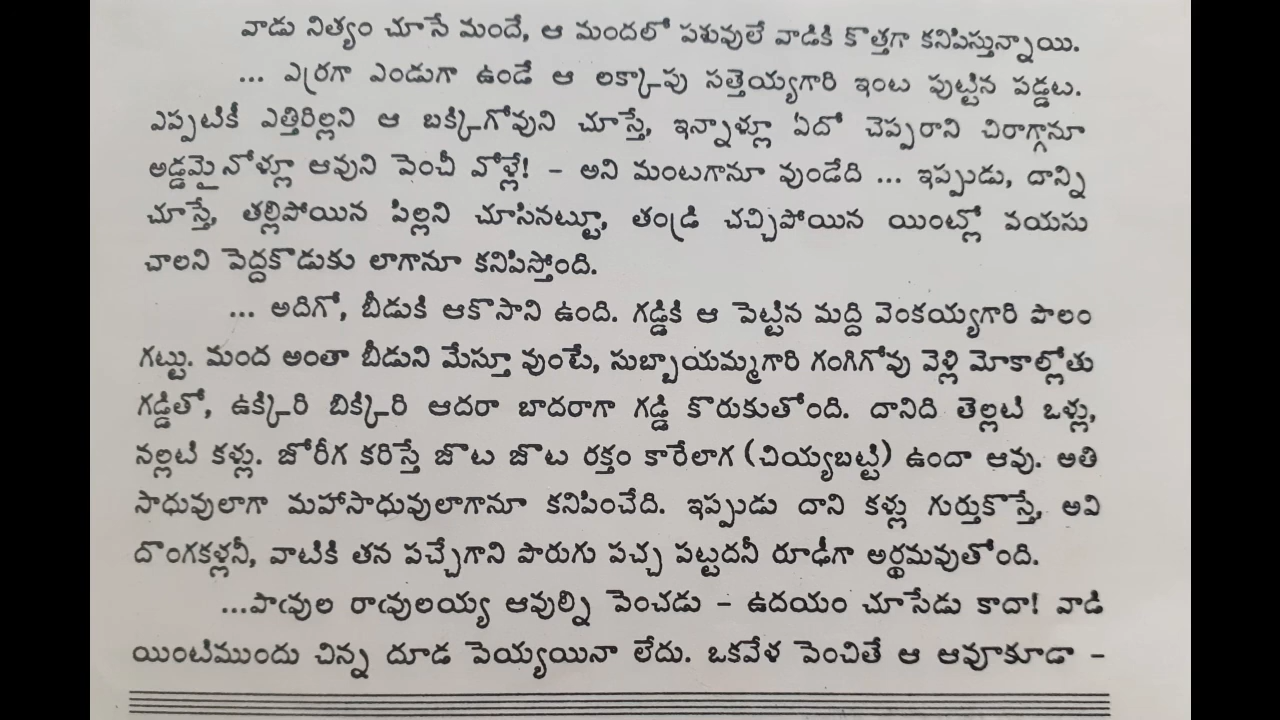 వాడు నిత్యం చూసే మందే, ఆ మందలో పశువులే వాడికి కొత్తగా కనిపిస్తున్నాయి.
... ఎర్రగా ఎండుగా ఉండే ఆ లక్కాపు సత్తెయ్యగారి ఇంట పుట్టిన పడ్డట.
ఎప్పటికీ ఎత్తిరిల్లని ఆ బక్కిగోవుని చూస్తే, ఇన్నాళ్లూ ఏదో చెప్పరాని చిరాగ్గానూ
అడ్డమైనోళ్లూ ఆవుని పెంచీ వోళ్లే! - అని మంటగానూ వుండేది ... ఇప్పుడు, దాన్ని
చూస్తే, తల్లిపోయిన పిల్లని చూసినట్టూ, తండ్రి చచ్చిపోయిన యింట్లో వయసు
చాలని పెద్దకొడుకు లాగానూ కనిపిస్తోంది.
... అదిగో, బీడుకి ఆకొసాని ఉంది. గడ్డికి ఆ పెట్టిన మద్ది వెంకయ్యగారి పొలం
గట్టు. మంద అంతా బీడుని మేస్తూ వుంటే, సుబ్బాయమ్మగారి గంగిగోవు వెళ్లి మోకాల్లోతు
గడ్డితో, ఉక్కిరి బిక్కిరి ఆదరా బాదరాగా గడ్డి కొరుకుతోంది. దానిది తెల్లటి ఒళ్లు,
నల్లటి కళ్లు. జోరీగ కరిస్తే జొట జొట రక్తం కారేలాగ (చియ్యబట్టి) ఉందా ఆవు. అతి
సాధువులాగా మహాసాధువులాగానూ కనిపించేది. ఇప్పుడు దాని కళ్లు గుర్తుకొస్తే, అవి
దొంగకళ్లనీ, వాటికి తన పచ్చేగాని పొరుగు పచ్చ పట్టదనీ రూఢీగా అర్థమవుతోంది.
...పాఁవుల రాఁవులయ్య ఆవుల్ని పెంచడు - ఉదయం చూసేడు కాదా! వాడి
యింటిముందు చిన్న దూడ పెయ్యయినా లేదు. ఒకవేళ పెంచితే ఆ ఆవూకూడా -